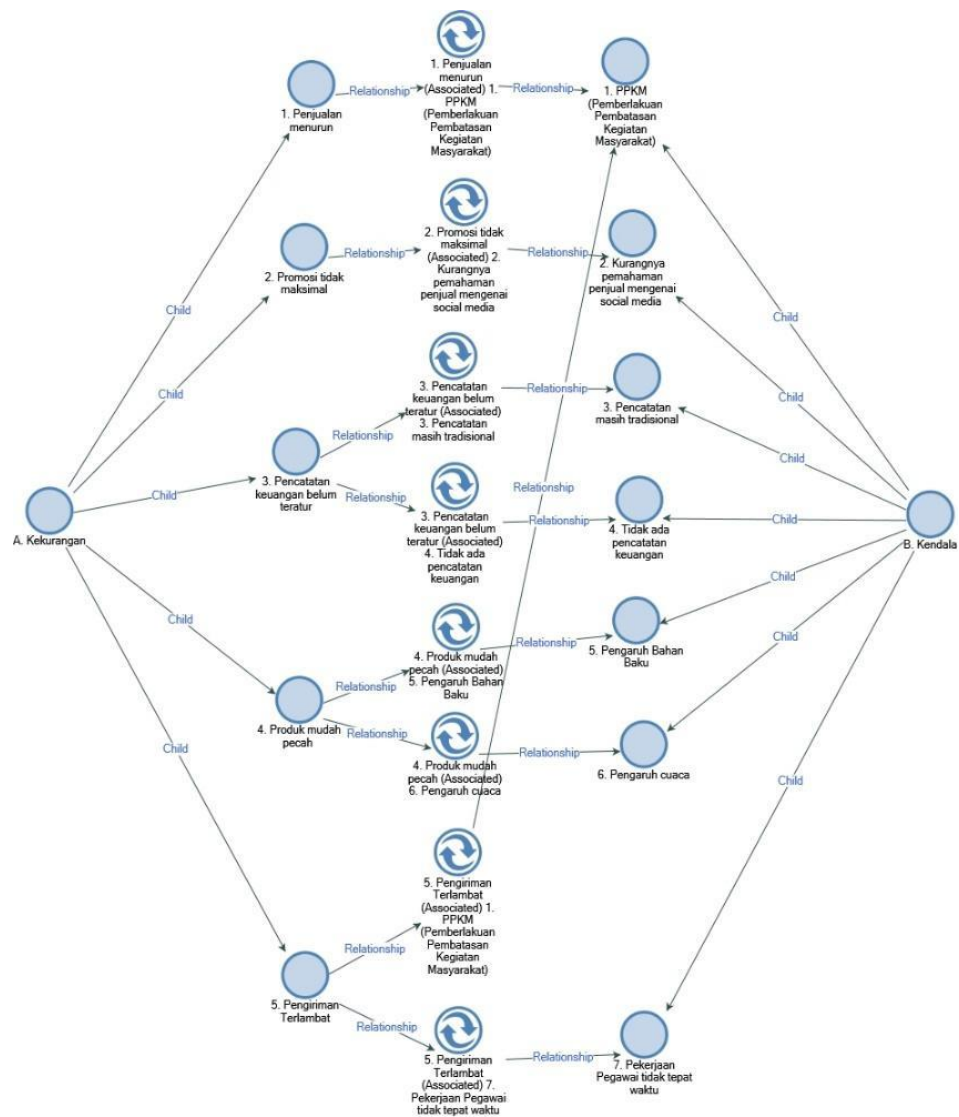 1. Penjualan
menurun
(Associated) 1.
PPKM
(Pemberlakuan
Pembatasan
Kegiatan
Masyarakat)
1. PPKM
(Pemberlakuan
Pembatasan
Kegiatan
Masyarakat)
1. Penjualan
menurun
Relationship
Relationship
2. Promosi tidak
maksimal
(Associated) 2.
Kurangnya
pemahaman
penjual mengenai
social media
2. Kurangnya
pemahaman
penjual mengenai
social media
2. Promosi tidak
maksimal
Relationship
Relationship
Child
Child
Child
Child
3. Pencatatan
keuangan belum
teratur (Associated)
3. Pencatatan
masih tradisional
Relationship
3. Pencatatan
masih tradisional
Relationship
Child
3. Pencatatan
keuangan belum
teratur
Child
Relationship
Relationship
3. Pencatatan
keuangan belum
teratur (Associated)
4. Tidak ada
pencatatan
keuangan
Relationship
4. Tidak ada
pencatatan
keuangan
Child
A. Kekurangan
B. Kendala
Child
Child
4. Produk mudah
pecah (Associated)
5. Pengaruh Bahan
Baku
Relationship
5. Pengaruh Bahan
Baku
Child
Relationship
4. Produk mudah
pecah
Relationship
4. Produk mudah
pecah (Associated)
6. Pengaruh cuaca
Relationship
6. Pengaruh cuaca
Child
Child
5. Pengiriman
Terlambat
(Associated) 1.
PPKM
(Pemberlakuan
Pembatasan
Kegiatan
Masyarakat)
Relationship
5. Pengiriman
Terlambat
Relationship
5. Pengiriman
Terlambat
(Associated) 7.
Pekerjaan Pegawai
tidak tepat waktu
Relationship
7. Pekerjaan
Pegawai tidak tepat
waktu